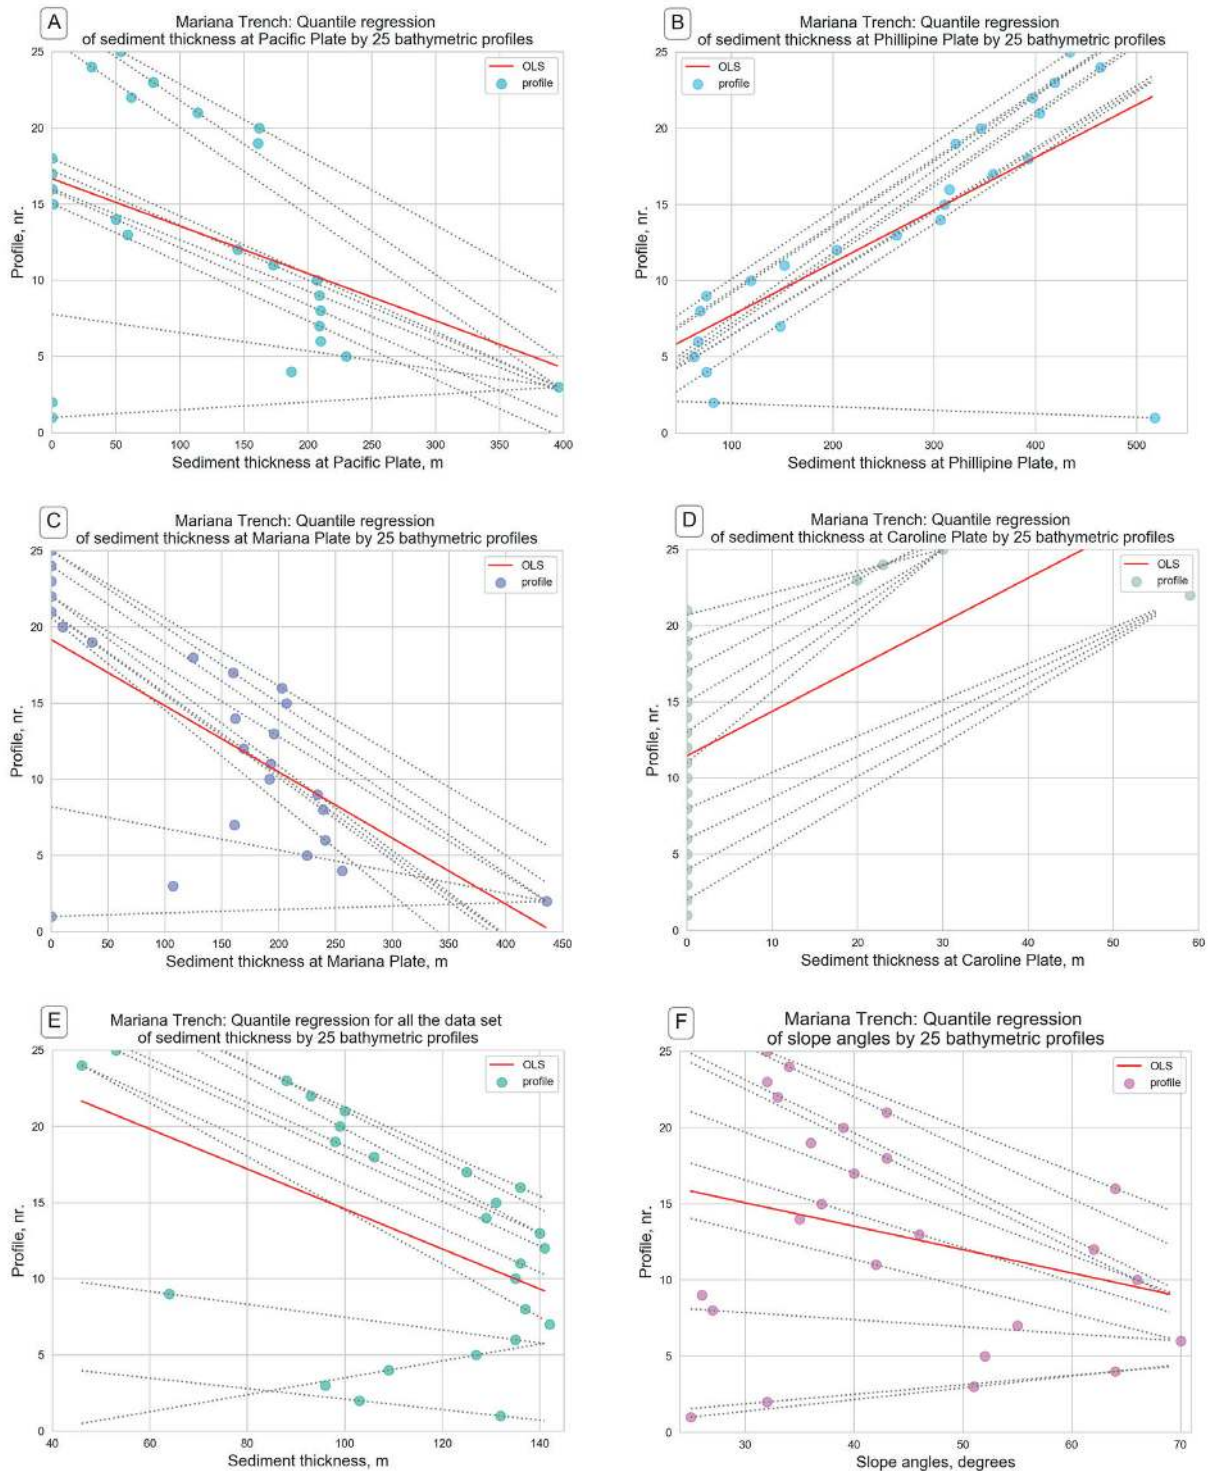 A
Mariana Trench: Quantile regression
of sediment thickness at Pacific Plate by 25 bathymetric profiles
OLS
profile
Profile, nr.
25
20
15
10
5
0
0 50 100 150 200 250 300 350 400
Sediment thickness at Pacific Plate, m
B
Mariana Trench: Quantile regression
of sediment thickness at Phillipine Plate by 25 bathymetric profiles
OLS
profile
Profile, nr.
25
20
15
10
5
0
100 200 300 400 500
Sediment thickness at Phillipine Plate, m
C
Mariana Trench: Quantile regression
of sediment thickness at Mariana Plate by 25 bathymetric profiles
OLS
profile
Profile, nr.
25
20
15
10
5
0
0 50 100 150 200 250 300 350 400 450
Sediment thickness at Mariana Plate, m
D
Mariana Trench: Quantile regression
of sediment thickness at Caroline Plate by 25 bathymetric profiles
OLS
profile
Profile, nr.
25
20
15
10
5
0
0 10 20 30 40 50 60
Sediment thickness at Caroline Plate, m
E
Mariana Trench: Quantile regression for all the data set
of sediment thickness by 25 bathymetric profiles
OLS
profile
Profile, nr.
25
20
15
10
5
0
40 60 80 100 120 140
Sediment thickness, m
F
Mariana Trench: Quantile regression
of slope angles by 25 bathymetric profiles
OLS
profile
Profile, nr.
25
20
15
10
5
0
30 40 50 60 70
Slope angles, degrees